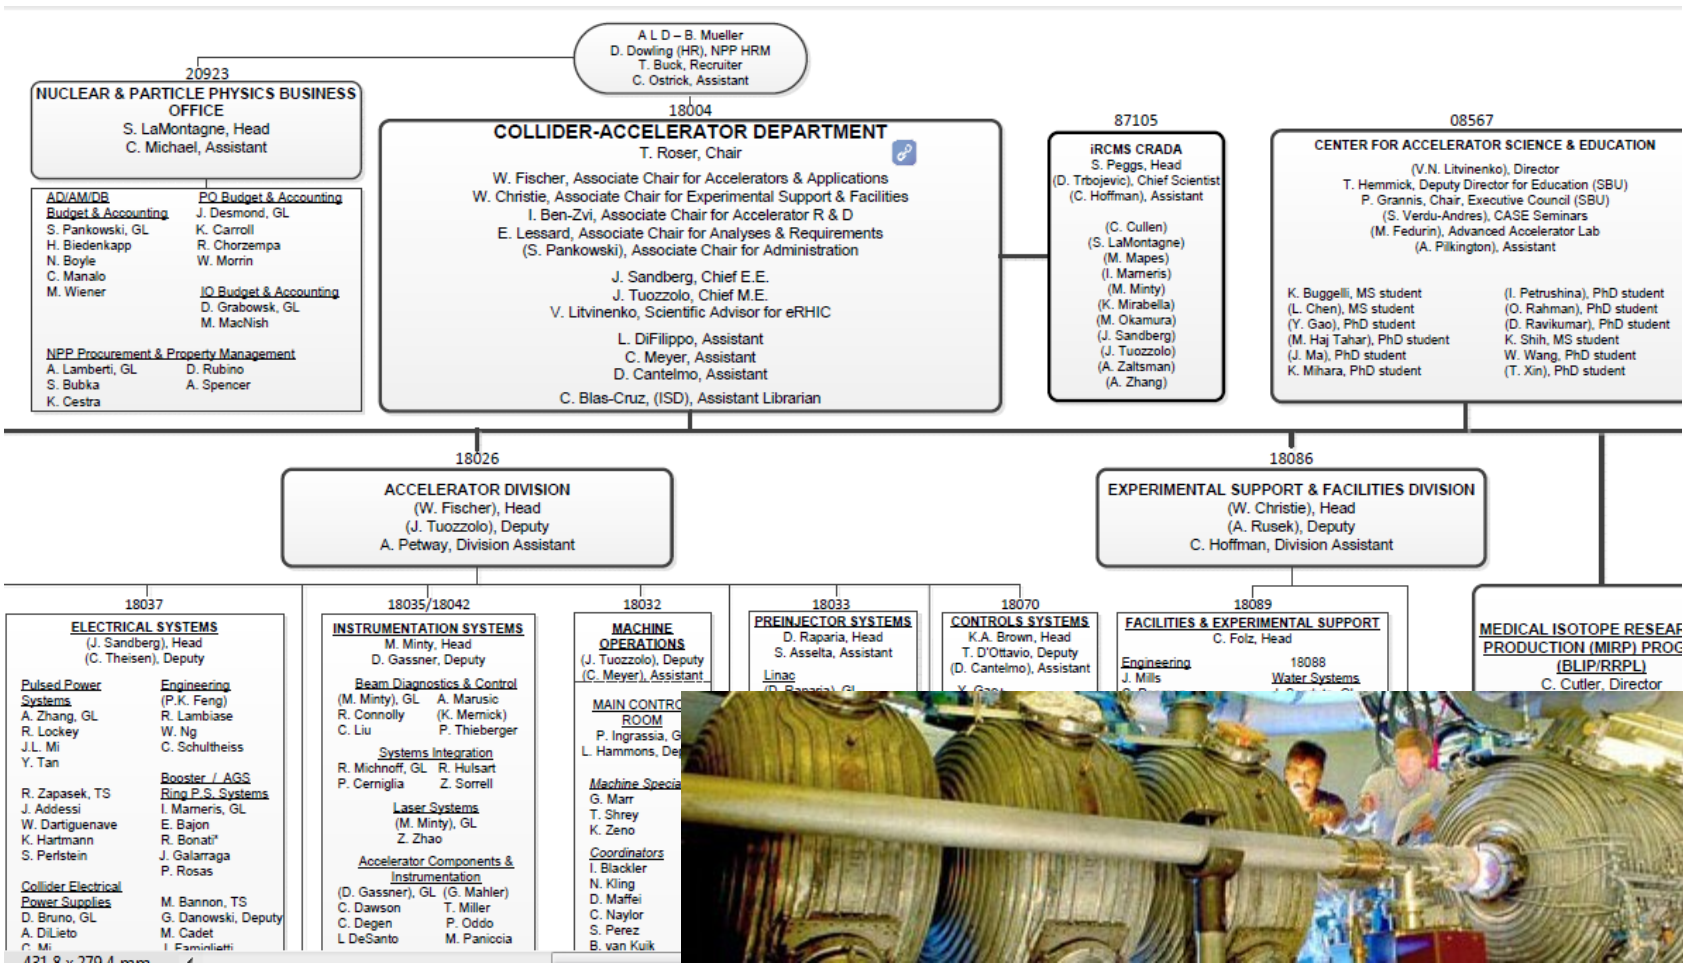 A L D – B. Mueller
D. Dowling (HR), NPP HRM
T. Buck, Recruiter
C. Ostrick, Assistant
20923
NUCLEAR & PARTICLE PHYSICS BUSINESS
OFFICE
S. LaMontagne, Head
C. Michael, Assistant
AD/AM/DB
Budget & Accounting
S. Pankowski, GL
H. Biedenkapp
N. Boyle
C. Manalo
M. Wiener
PO Budget & Accounting
J. Desmond, GL
K. Carroll
R. Chorzempa
W. Morrin
IO Budget & Accounting
D. Grabowsk, GL
M. MacNish
NPP Procurement & Property Management
A. Lamberti, GL
S. Bubka
K. Cestra
D. Rubino
A. Spencer
18004
COLLIDER-ACCELERATOR DEPARTMENT
T. Roser, Chair
W. Fischer, Associate Chair for Accelerators & Applications
W. Christie, Associate Chair for Experimental Support & Facilities
I. Ben-Zvi, Associate Chair for Accelerator R & D
E. Lessard, Associate Chair for Analyses & Requirements
(S. Pankowski), Associate Chair for Administration
J. Sandberg, Chief E.E.
J. Tuozzolo, Chief M.E.
V. Litvinenko, Scientific Advisor for eRHIC
L. DiFilippo, Assistant
C. Meyer, Assistant
D. Cantelmo, Assistant
C. Blas-Cruz, (ISD), Assistant Librarian
87105
iRCMS CRADA
S. Peggs, Head
(D. Trbojevic), Chief Scientist
(C. Hoffman), Assistant
(C. Cullen)
(S. LaMontagne)
(M. Mapes)
(I. Marneris)
(M. Minty)
(K. Mirabella)
(M. Okamura)
(J. Sandberg)
(J. Tuozzolo)
(A. Zaltsman)
(A. Zhang)
08567
CENTER FOR ACCELERATOR SCIENCE & EDUCATION
(V.N. Litvinenko), Director
T. Hemmick, Deputy Director for Education (SBU)
P. Grannis, Chair, Executive Council (SBU)
(S. Verdu-Andres), CASE Seminars
(M. Fedurin), Advanced Accelerator Lab
(A. Pilkington), Assistant
K. Buggelli, MS student
(L. Chen), MS student
(Y. Gao), PhD student
(M. Haj Tahar), PhD student
(J. Ma), PhD student
K. Mihara, PhD student
(I. Petrushina), PhD student
(O. Rahman), PhD student
(D. Ravikumar), PhD student
K. Shih, MS student
W. Wang, PhD student
(T. Xin), PhD student
18026
ACCELERATOR DIVISION
(W. Fischer), Head
(J. Tuozzolo), Deputy
A. Petway, Division Assistant
18086
EXPERIMENTAL SUPPORT & FACILITIES DIVISION
(W. Christie), Head
(A. Rusek), Deputy
C. Hoffman, Division Assistant
18037
ELECTRICAL SYSTEMS
(J. Sandberg), Head
(C. Theisen), Deputy
Pulsed Power
Systems
A. Zhang, GL
R. Lockey
J.L. Mi
Y. Tan
R. Zapasek, TS
J. Addessi
W. Dartiguenave
K. Hartmann
S. Perlstein
Collider Electrical
Power Supplies
D. Bruno, GL
A. DiLieto
C. Mi
Engineering
(P.K. Feng)
R. Lambiase
W. Ng
C. Schultheiss
Booster / AGS
Ring P.S. Systems
I. Marneris, GL
E. Bajon
R. Bonati*
J. Galarraga
P. Rosas
M. Bannon, TS
G. Danowski, Deputy
M. Cadet
J. Famiglietti
18035/18042
INSTRUMENTATION SYSTEMS
M. Minty, Head
D. Gassner, Deputy
Beam Diagnostics & Control
(M. Minty), GL A. Marusic
R. Connolly (K. Mernick)
C. Liu P. Thieberger
Systems Integration
R. Michnoff, GL R. Hulsart
P. Cerniglia Z. Sorrell
Laser Systems
(M. Minty), GL
Z. Zhao
Accelerator Components &
Instrumentation
(D. Gassner), GL (G. Mahler)
C. Dawson T. Miller
C. Degen P. Oddo
L DeSanto M. Paniccia
18032
MACHINE
OPERATIONS
(J. Tuozzolo), Deputy
(C. Meyer), Assistant
MAIN CONTRO
ROOM
P. Ingrassia, G
L. Hammons, Dep
Machine Specia
G. Marr
T. Shrey
K. Zeno
Coordinators
I. Blackler
N. Kling
D. Maffei
C. Naylor
S. Perez
B. van Kuik
18033
PREINJECTOR SYSTEMS
D. Raparia, Head
S. Asselta, Assistant
Linac
(D. Raparia), GL
18070
CONTROLS SYSTEMS
K.A. Brown, Head
T. D'Ottavio, Deputy
(D. Cantelmo), Assistant
18089
FACILITIES & EXPERIMENTAL SUPPORT
C. Folz, Head
Engineering
J. Mills
18088
Water Systems
MEDICAL ISOTOPE RESEAR
PRODUCTION (MIRP) PROG
(BLIP/RRPL)
C. Cutler, Director
431.8 x 279.4 mm